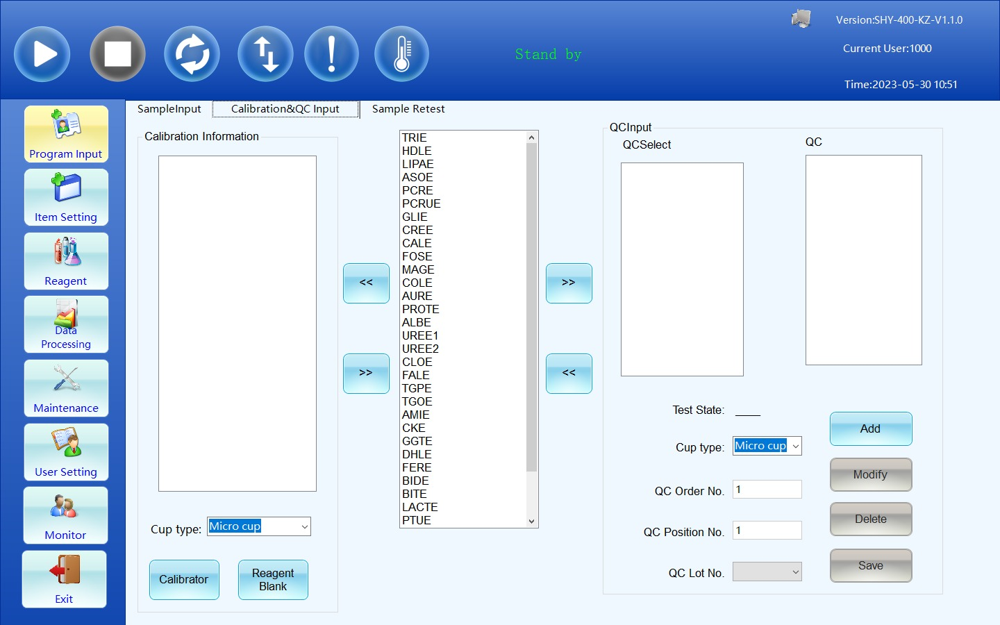 Version:SHY-400-KZ-V1.1.0
Current User:1000
Stand by
Time:2023-05-30 10:51
Program Input
Item Setting
Reagent
Data
Processing
Maintenance
User Setting
Monitor
Exit
SampleInput
Calibration&QC Input
Sample Retest
Calibration Information
Cup type:
Micro cup
Calibrator
Reagent
Blank
<<
>>
TRIE
HDLE
LIPAE
ASOE
PCRE
PCRUE
GLIE
CREE
CALE
FOSE
MAGE
COLE
AURE
PROTE
ALBE
UREE1
UREE2
CLOE
FALE
TGPE
TGOE
AMIE
CKE
GGTE
DHLE
FERE
BIDE
BITE
LACTE
PTUE
>>
<<
QCInput
QCSelect
QC
Test State: ____
Cup type:
Micro cup
QC Order No.
1
QC Position No.
1
QC Lot No.
Add
Modify
Delete
Save